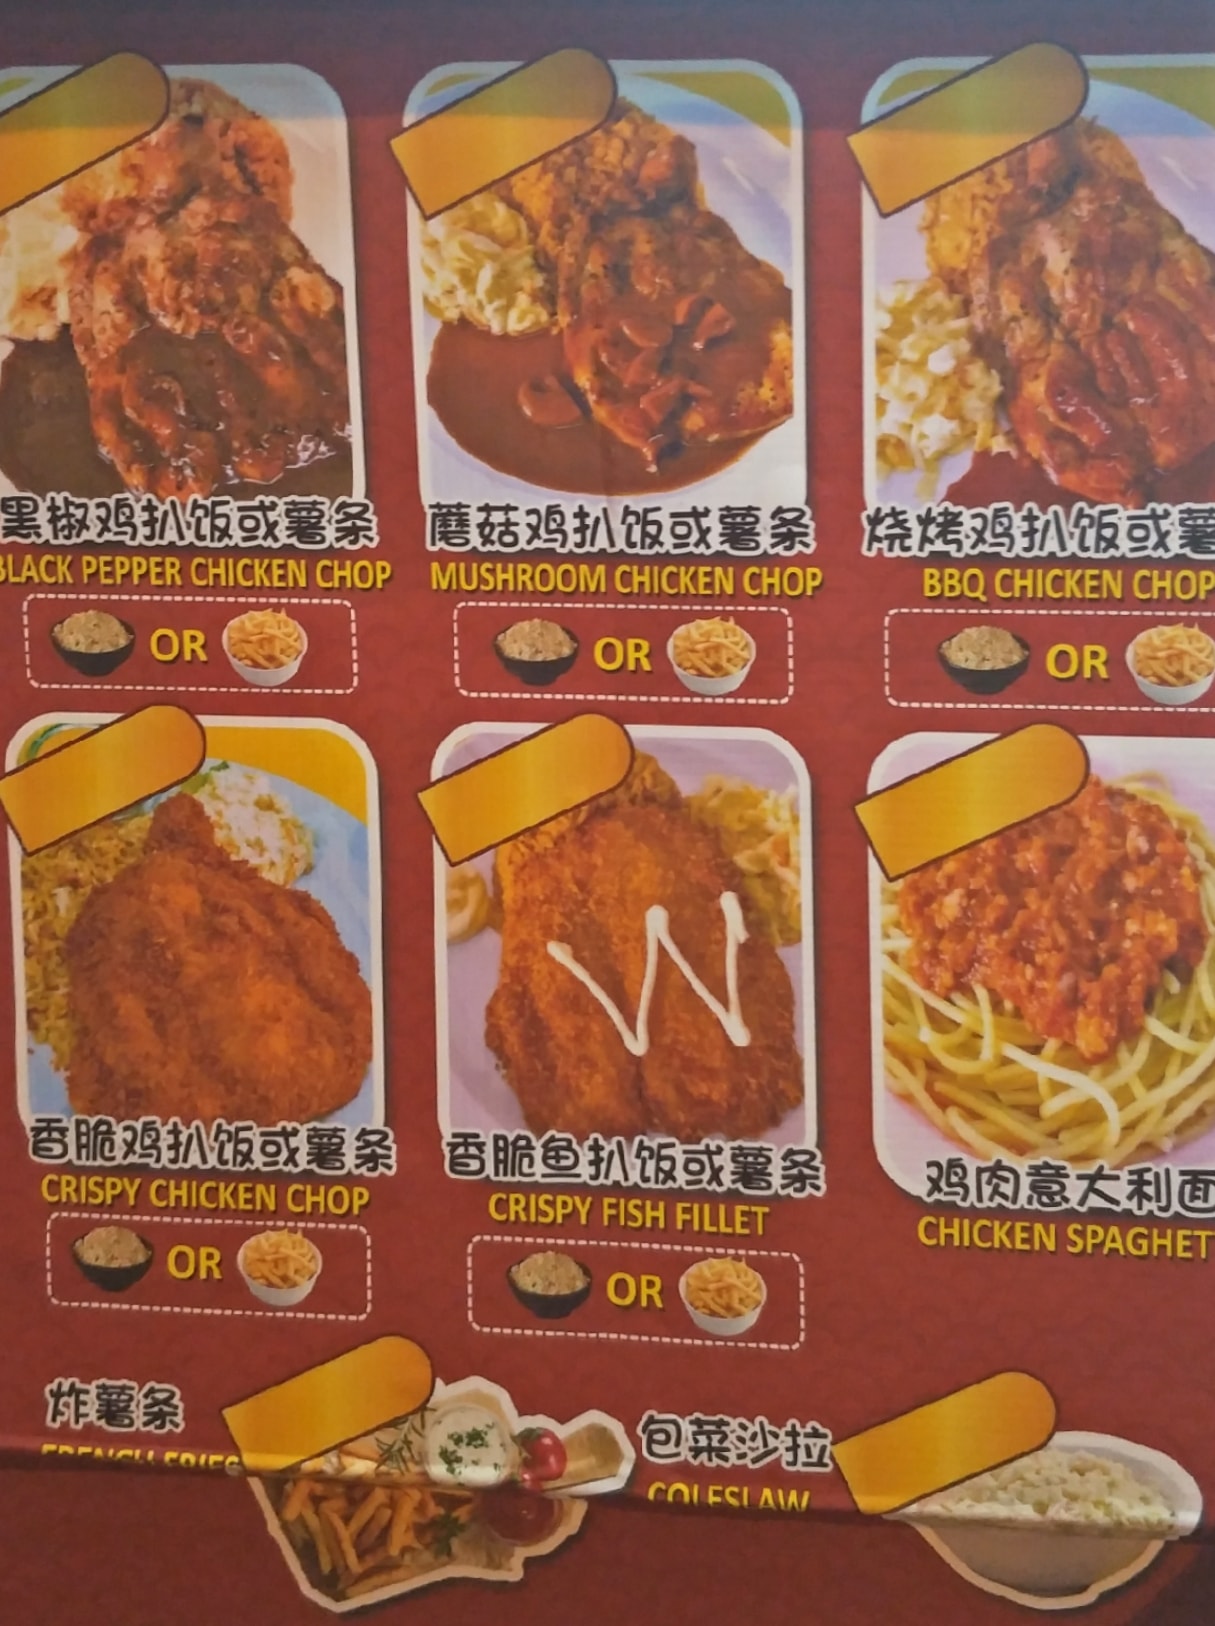 黑椒鸡扒饭或薯条
BLACK PEPPER CHICKEN CHOP
OR
蘑菇鸡扒饭或薯条
MUSHROOM CHICKEN CHOP
OR
烧烤鸡扒饭或薯
BBQ CHICKEN CHOP
OR
香脆鸡扒饭或薯条
CRISPY CHICKEN CHOP
OR
香脆鱼扒饭或薯条
CRISPY FISH FILLET
OR
鸡肉意大利面
CHICKEN SPAGHET
炸薯条
FRENCH FRIES
包菜沙拉
COLESLAW